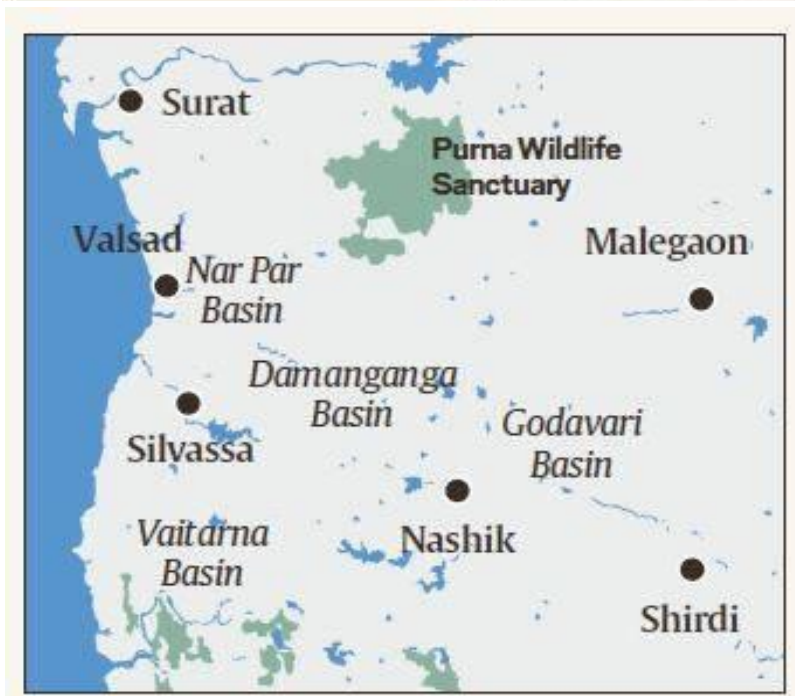 Surat
Purna Wildlife
Sanctuary
Valsad
Malegaon
Nar Par
Basin
Damanganga
Basin
Godavari
Basin
Silvassa
Vaitarna
Basin
Nashik
Shirdi